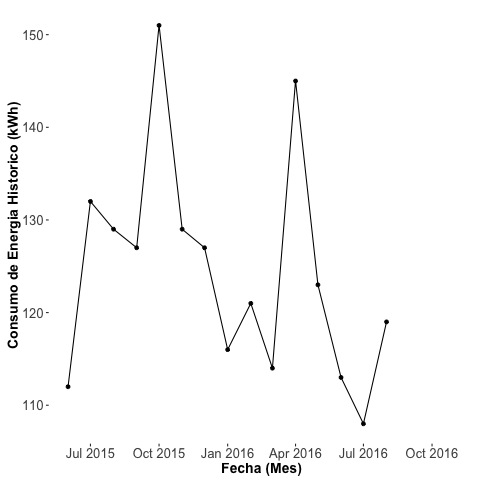 Consumo de Energia Historico (kWh)
150
140
130
120
110
Jul 2015 Oct 2015 Jan 2016 Apr 2016 Jul 2016 Oct 2016
Fecha (Mes)